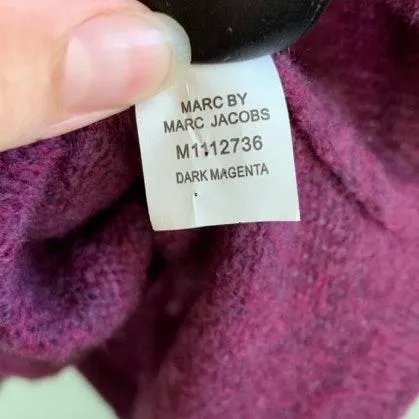 MARC BY
MARC JACOBS
M1112736
DARK MAGENTA